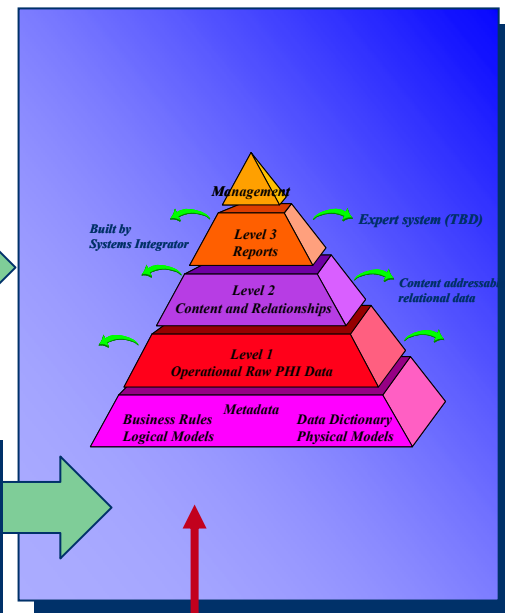 Management
Expert system (TBD)
Built by
Systems Integrator
Level 3
Reports
Content addressab
relational data
Level 2
Content and Relationships
Level 1
Operational Raw PHI Data
Metadata
Business Rules
Logical Models
Data Dictionary
Physical Models